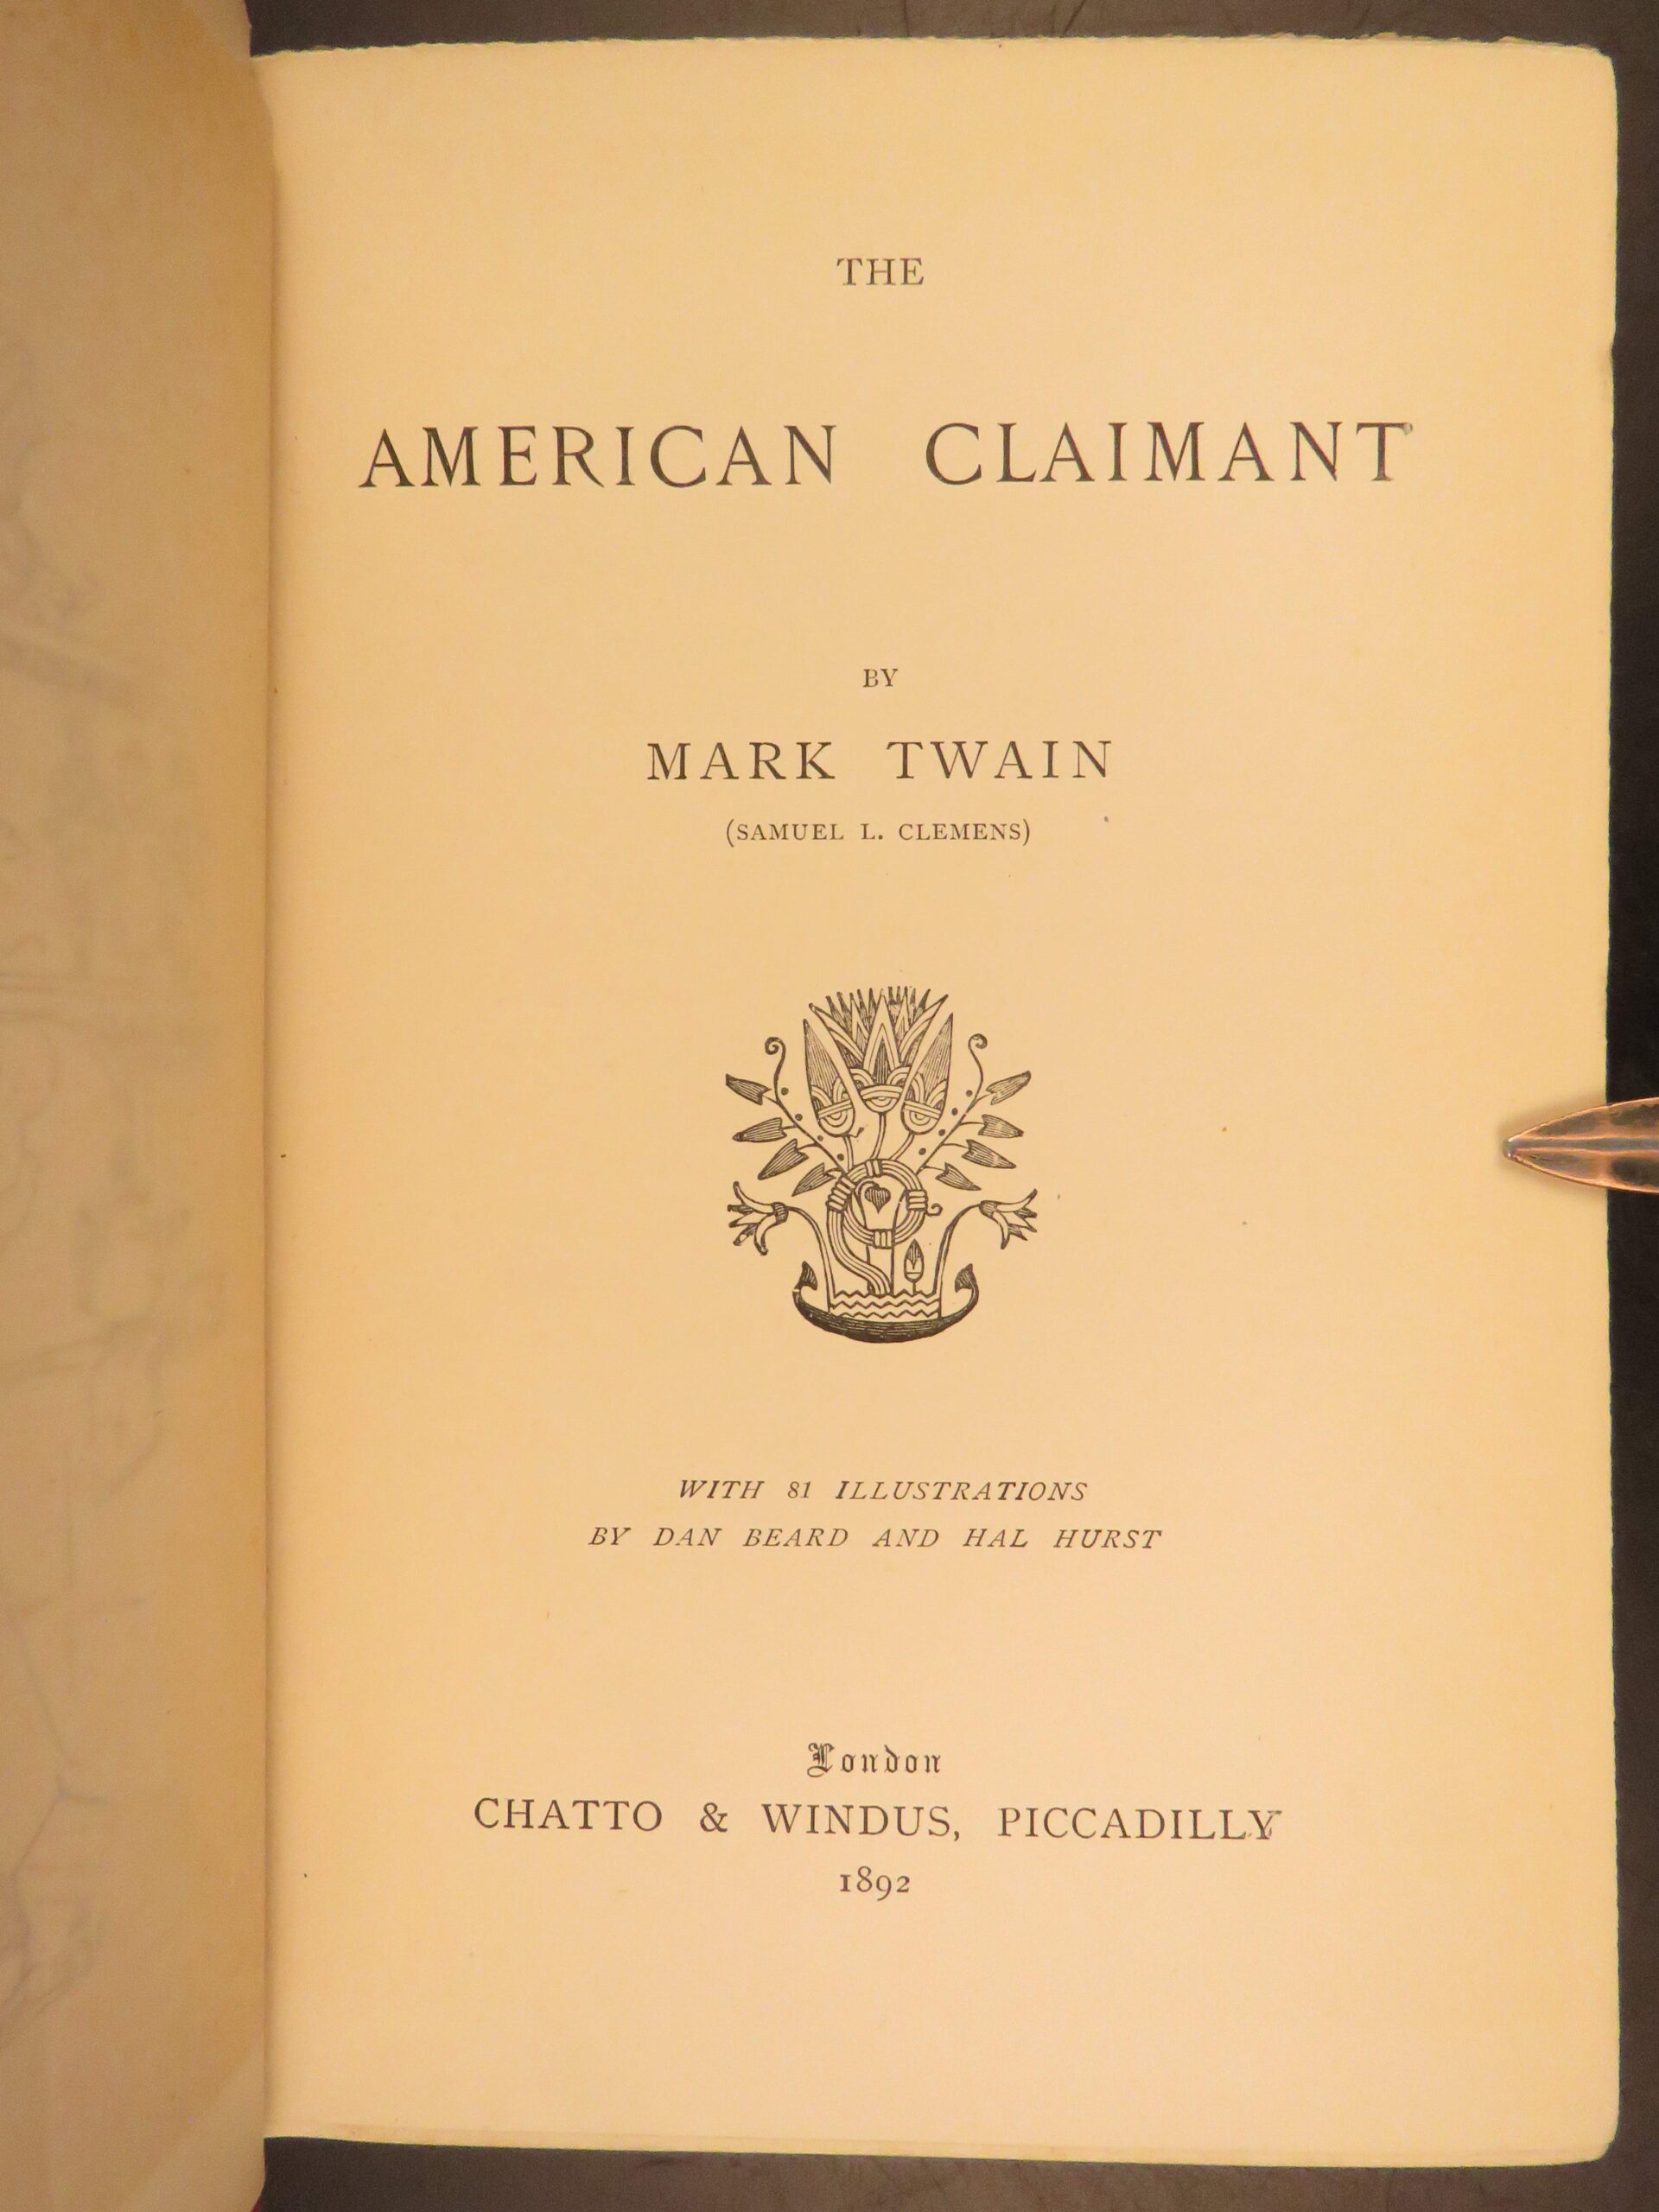 THE
AMERICAN CLAIMANT
BY
MARK TWAIN
(SAMUEL L. CLEMENS)
WITH 81 ILLUSTRATIONS
BY DAN BEARD AND HAL HURST
London
CHATTO & WINDUS, PICCADILLY
1892